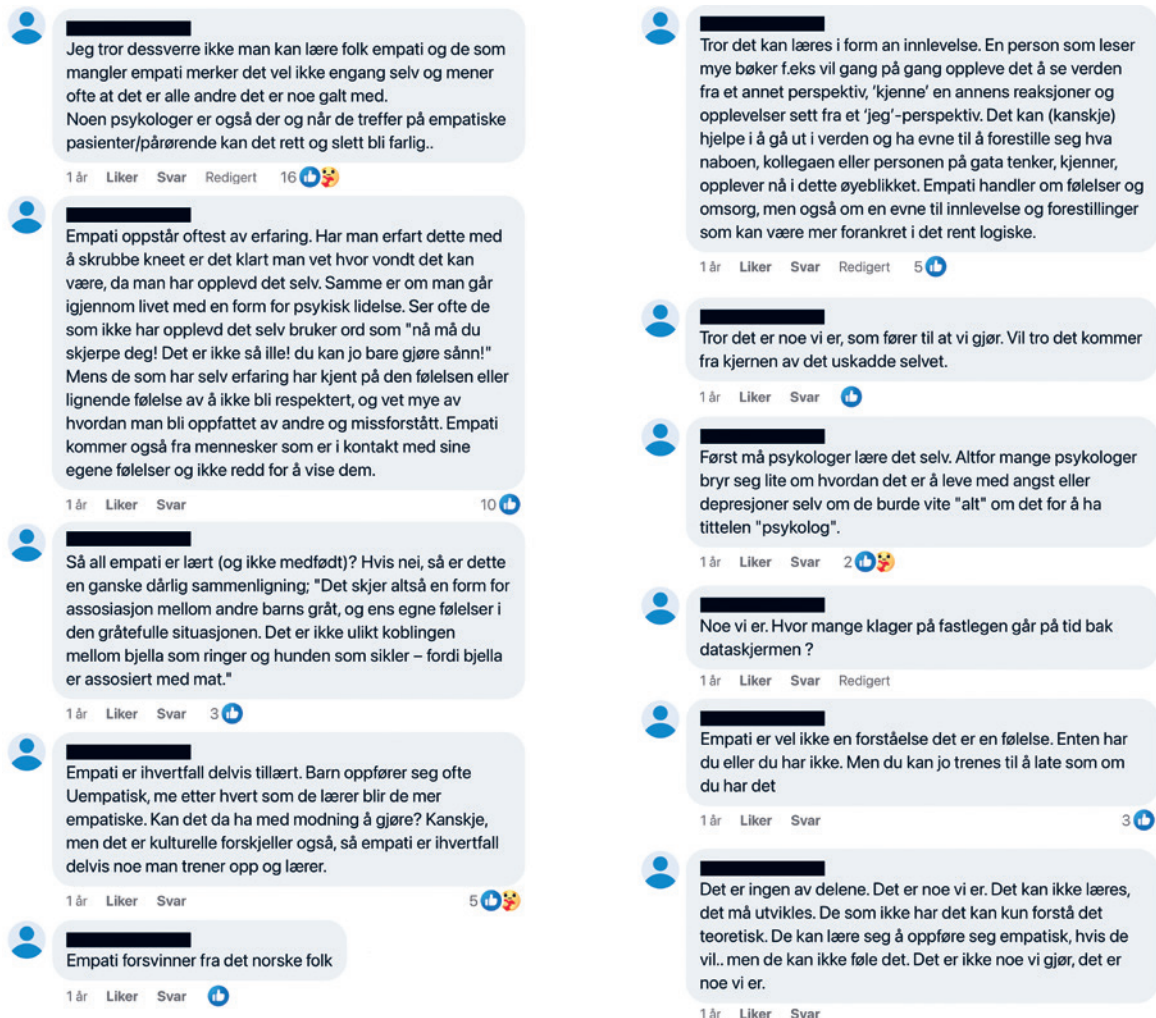 Jeg tror dessverre ikke man kan lære folk empati og de som
mangler empati merker det vel ikke engang selv og mener
ofte at det er alle andre det er noe galt med.
Noen psykologer er også der og når de treffer på empatiske
pasienter/pårørende kan det rett og slett bli farlig..
1 år Liker Svar Redigert 16
Empati oppstår oftest av erfaring. Har man erfart dette med
å skrubbe kneet er det klart man vet hvor vondt det kan
være, da man har opplevd det selv. Samme er om man går
igjennom livet med en form for psykisk lidelse. Ser ofte de
som ikke har opplevd det selv bruker ord som "nå må du
skjerpe deg! Det er ikke så ille! du kan jo bare gjøre sånn!"
Mens de som har selv erfaring har kjent på den følelsen eller
lignende følelse av å ikke bli respektert, og vet mye av
hvordan man bli oppfattet av andre og missforstått. Empati
kommer også fra mennesker som er i kontakt med sine
egene følelser og ikke redd for å vise dem.
1 år Liker Svar 10
Så all empati er lært (og ikke medfødt)? Hvis nei, så er dette
en ganske dårlig sammenligning; "Det skjer altså en form for
assosiasjon mellom andre barns gråt, og ens egne følelser i
den gråtefulle situasjonen. Det er ikke ulikt koblingen
mellom bjella som ringer og hunden som sikler – fordi bjella
er assosiert med mat."
1 år Liker Svar 3
Empati er ihvertfall delvis tillært. Barn oppfører seg ofte
Uempatisk, me etter hvert som de lærer blir de mer
empatiske. Kan det da ha med modning å gjøre? Kanskje,
men det er kulturelle forskjeller også, så empati er ihvertfall
delvis noe man trener opp og lærer.
1 år Liker Svar 5
Empati forsvinner fra det norske folk
1 år Liker Svar
Tror det kan læres i form an innlevelse. En person som leser
mye bøker f.eks vil gang på gang oppleve det å se verden
fra et annet perspektiv, 'kjenne' en annens reaksjoner og
opplevelser sett fra et 'jeg'-perspektiv. Det kan (kanskje)
hjelpe i å gå ut i verden og ha evne til å forestille seg hva
naboen, kollegaen eller personen på gata tenker, kjenner,
opplever nå i dette øyeblikket. Empati handler om følelser og
omsorg, men også om en evne til innlevelse og forestillinger
som kan være mer forankret i det rent logiske.
1 år Liker Svar Redigert 5
Tror det er noe vi er, som fører til at vi gjør. Vil tro det kommer
fra kjernen av det uskadde selvet.
1 år Liker Svar
Først må psykologer lære det selv. Altfor mange psykologer
bryr seg lite om hvordan det er å leve med angst eller
depresjoner selv om de burde vite "alt" om det for å ha
tittelen "psykolog".
1 år Liker Svar 2
Noe vi er. Hvor mange klager på fastlegen går på tid bak
dataskjermen ?
1 år Liker Svar Redigert
Empati er vel ikke en forståelse det er en følelse. Enten har
du eller du har ikke. Men du kan jo trenes til å late som om
du har det
1 år Liker Svar 3
Det er ingen av delene. Det er noe vi er. Det kan ikke læres,
det må utvikles. De som ikke har det kan kun forstå det
teoretisk. De kan lære seg å oppføre seg empatisk, hvis de
vil.. men de kan ikke føle det. Det er ikke noe vi gjør, det er
noe vi er.
1 år Liker Svar